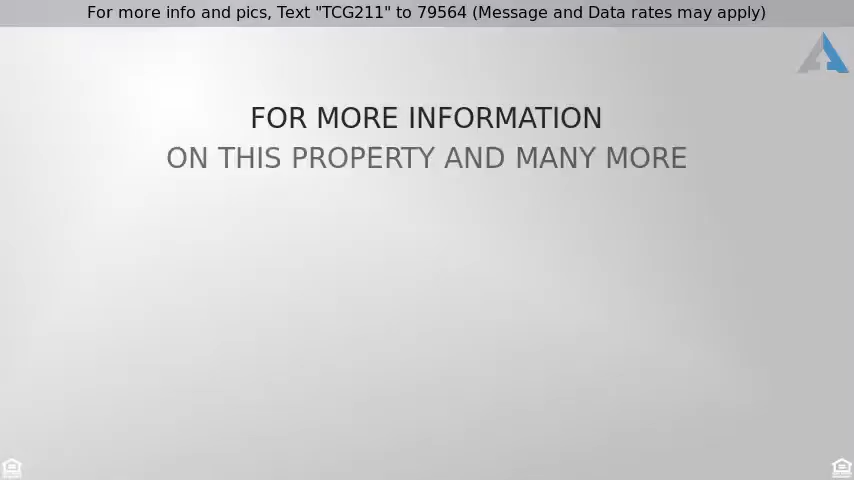 For more info and pics, Text "TCG211" to 79564 (Message and Data rates may apply)
FOR MORE INFORMATION
ON THIS PROPERTY AND MANY MORE